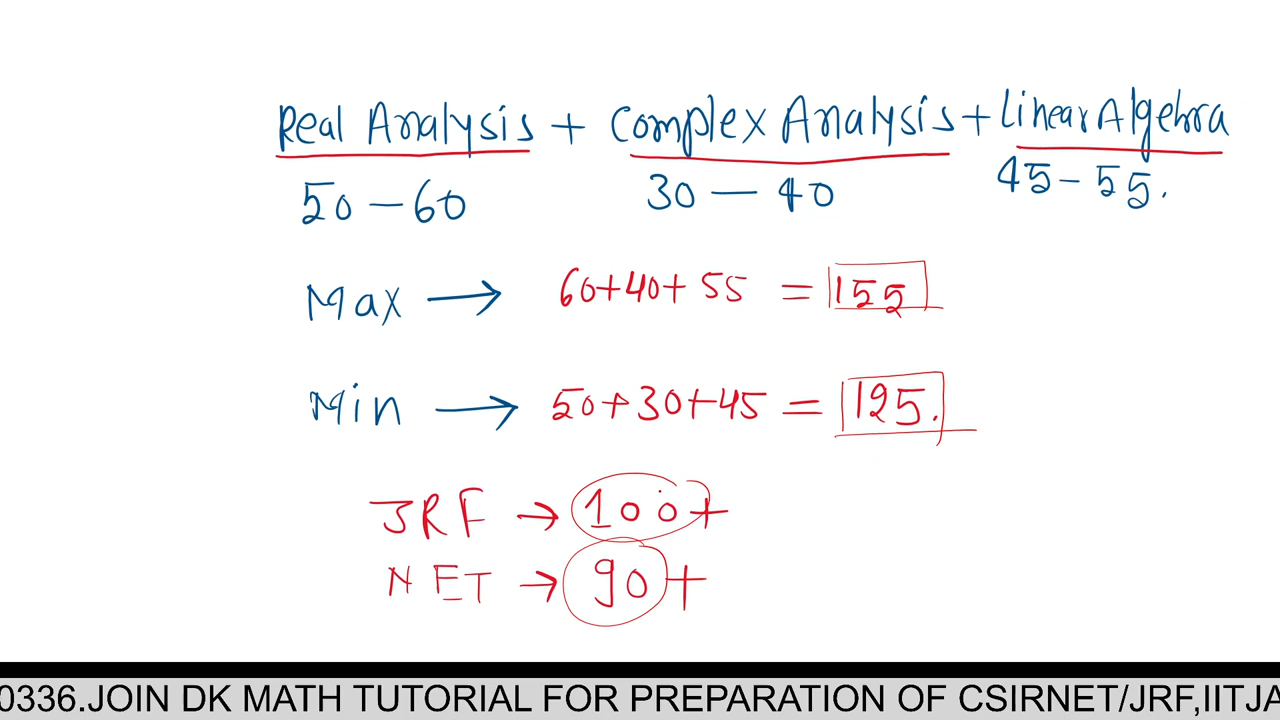 Real Analysis + Complex Analysis + Linear Algebra
50 — 60 30 — 40 45 - 55.
Max → 60+40+55 = 155
Min → 50+30+45 = 125.
JRF → 100+
NET → 90+
0336.JOIN DK MATH TUTORIAL FOR PREPARATION OF CSIRNET/JRF,IITJA